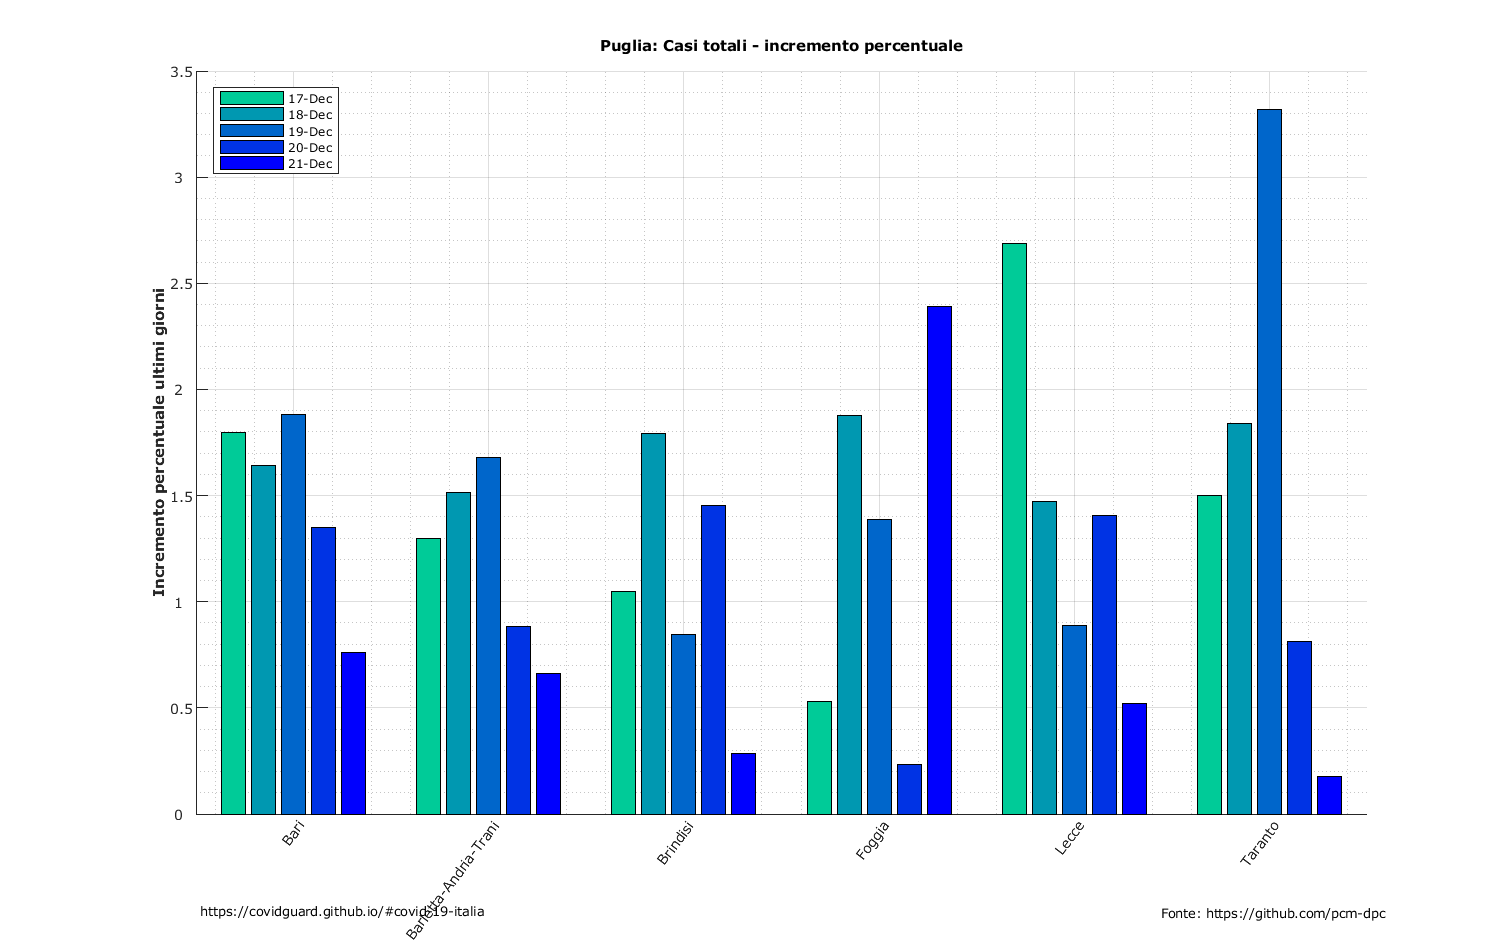 Puglia: Casi totali - incremento percentuale
3.5
3
2.5
2
1.5
1
0.5
0
Incremento percentuale ultimi giorni
17-Dec
18-Dec
19-Dec
20-Dec
21-Dec
Bari
Barletta-Andria-Trani
Brindisi
Foggia
Lecce
Taranto
https://covidguard.github.io/#covid-19-italia
Fonte: https://github.com/pcm-dpc